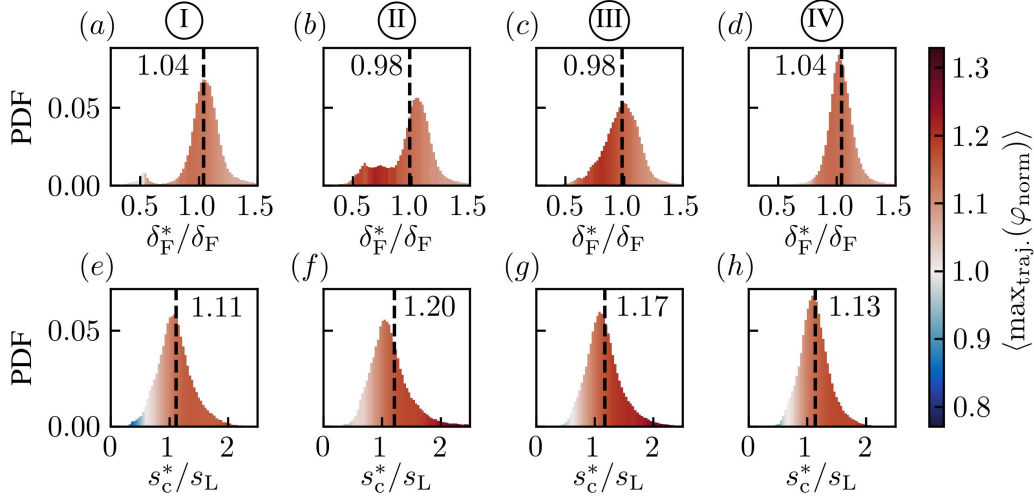 (a) I (b) II (c) III (d) IV
1.04 0.98 0.98 1.04
PDF
0.05
0.00
0.5 1.0 1.5 0.5 1.0 1.5 0.5 1.0 1.5 0.5 1.0 1.5
δ*F/δF δ*F/δF δ*F/δF δ*F/δF
(e) (f) (g) (h)
1.11 1.20 1.17 1.13
PDF
0.05
0.00
0 1 2 0 1 2 0 1 2 0 1 2
s*c/sL s*c/sL s*c/sL s*c/sL
1.3
1.2
1.1
1.0
0.9
0.8
⟨maxtraj.(φnorm)⟩